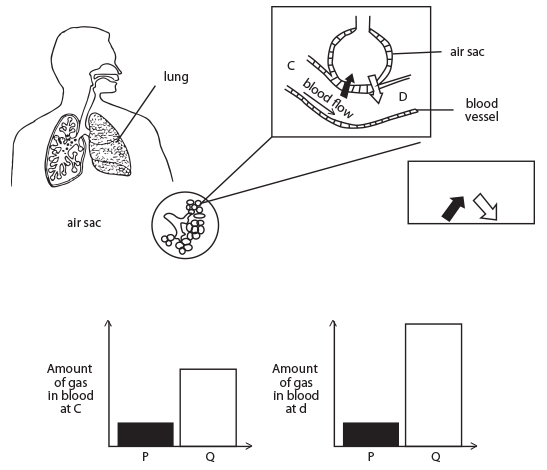 lung
air sac
C
blood flow
D
air sac
blood
vessel
Amount
of gas
in blood
at C
P
Q
Amount
of gas
in blood
at d
P
Q